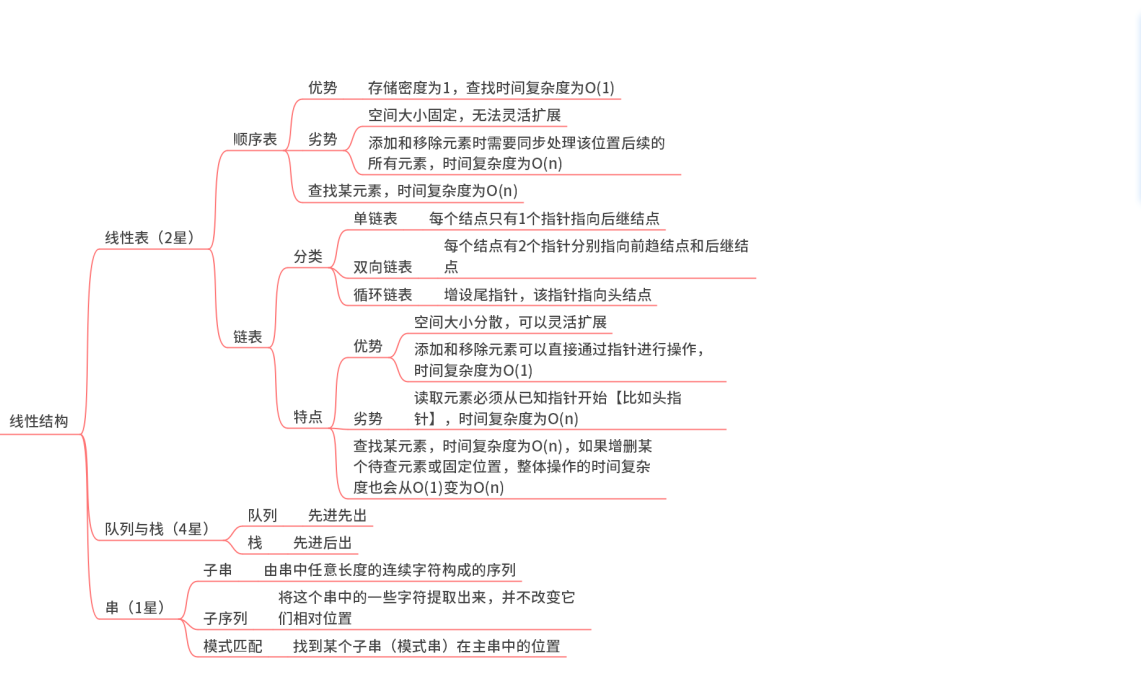 线性结构
线性表（2星）
顺序表
优势
存储密度为1，查找时间复杂度为O(1)
劣势
空间大小固定，无法灵活扩展
添加和移除元素时需要同步处理该位置后续的
所有元素，时间复杂度为O(n)
查找某元素，时间复杂度为O(n)
链表
分类
单链表
每个结点只有1个指针指向后继结点
双向链表
每个结点有2个指针分别指向前趋结点和后继结
点
循环链表
增设尾指针，该指针指向头结点
特点
优势
空间大小分散，可以灵活扩展
添加和移除元素可以直接通过指针进行操作，
时间复杂度为O(1)
劣势
读取元素必须从已知指针开始【比如头指
针】，时间复杂度为O(n)
查找某元素，时间复杂度为O(n)，如果增删某
个待查元素或固定位置，整体操作的时间复杂
度也会从O(1)变为O(n)
队列与栈（4星）
队列
先进先出
栈
先进后出
串（1星）
子串
由串中任意长度的连续字符构成的序列
子序列
将这个串中的一些字符提取出来，并不改变它
们相对位置
模式匹配
找到某个子串（模式串）在主串中的位置